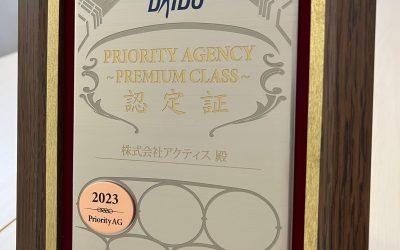 DAIDO
PRIORITY AGENCY
~PREMIUM CLASS~
認定証
株式会社アクティス 殿
2023
Priority AG